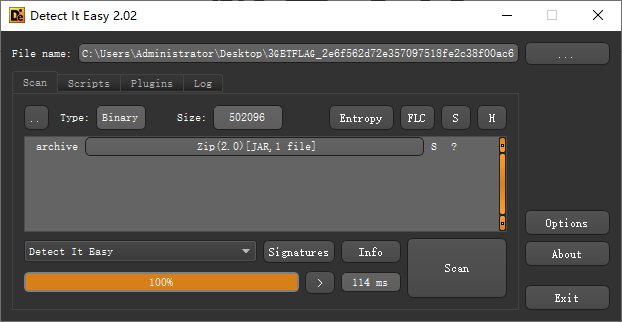 Detect It Easy 2.02
File name: C:\Users\Administrator\Desktop\3GETFLAG_2e6f562d72e357097518fe2c38f00ac6 ...
Scan Scripts Plugins Log
.. Type: Binary Size: 502096 Entropy FLC S H
archive Zip(2.0)[JAR,1 file] S ?
Options
Detect It Easy Signatures Info Scan About
100% > 114 ms
Exit